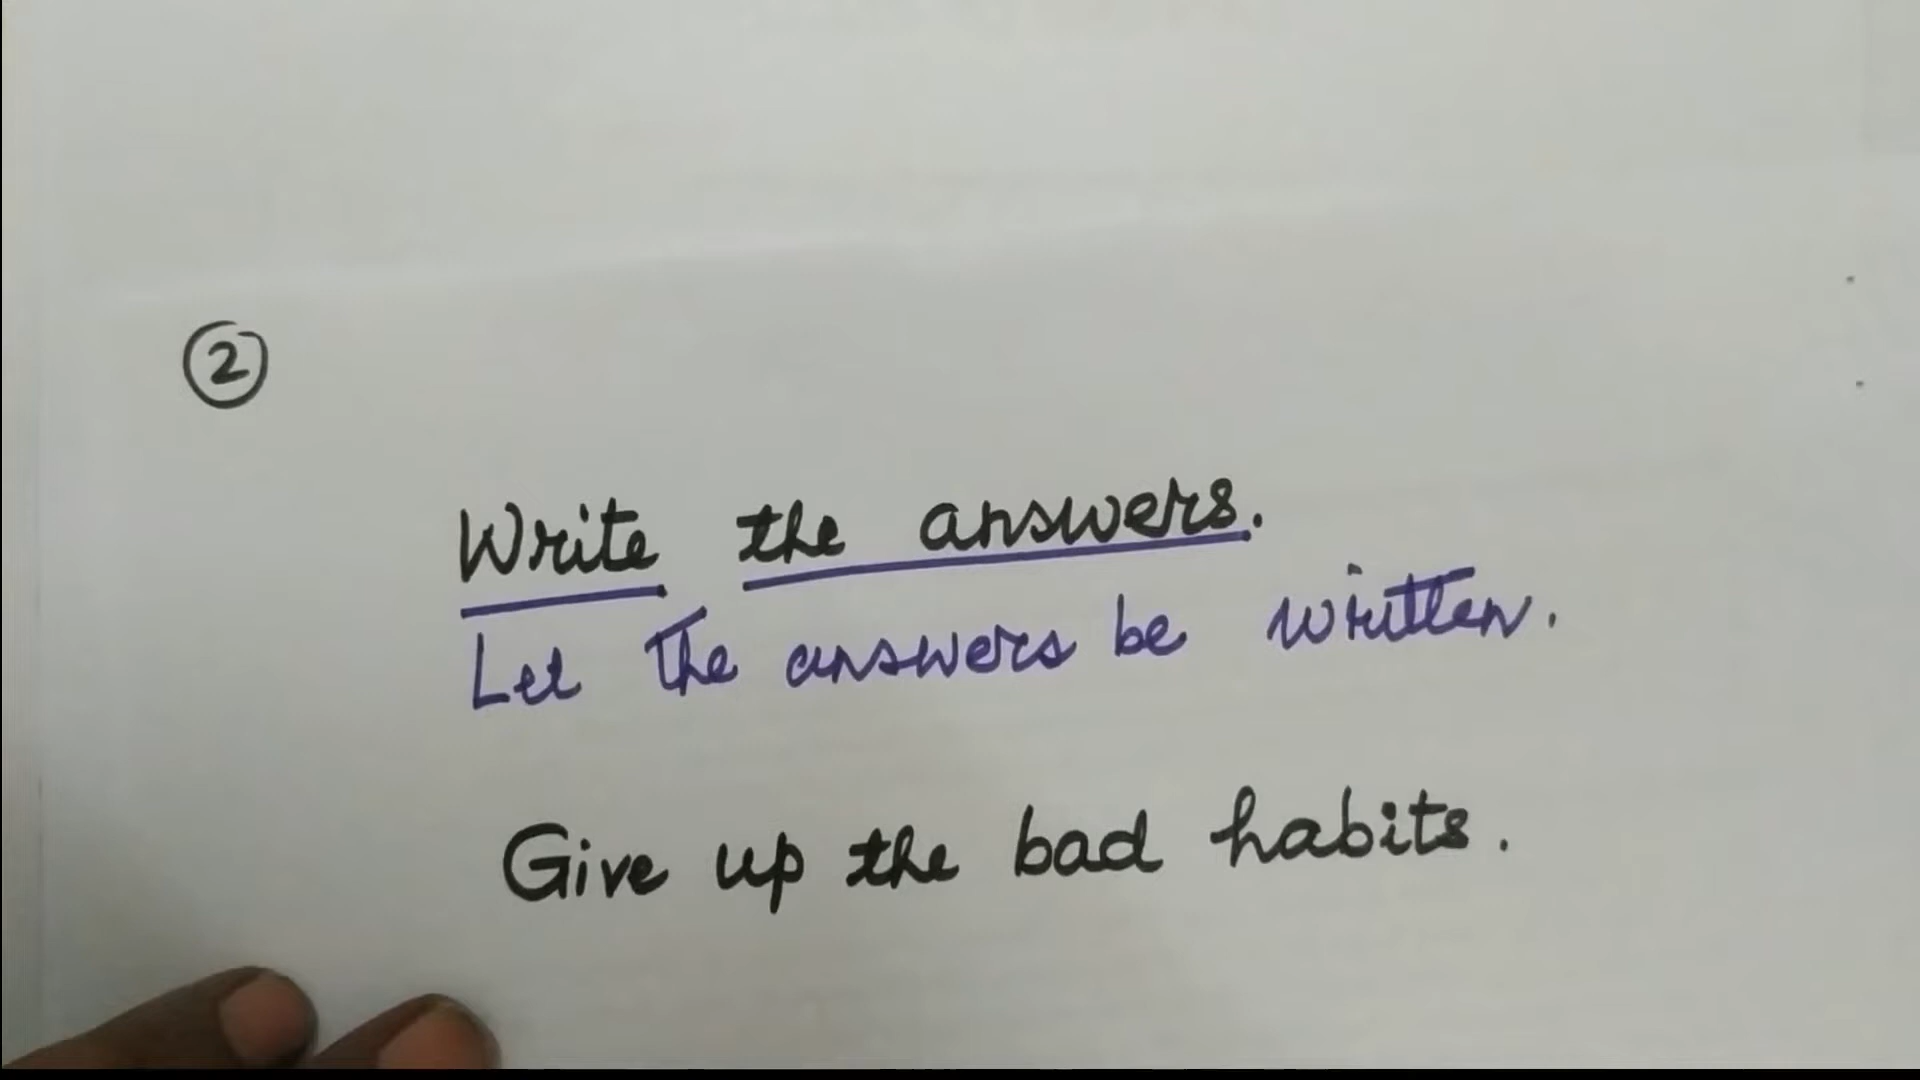 2
Write the answers.
Let the answers be written.
Give up the bad habits.